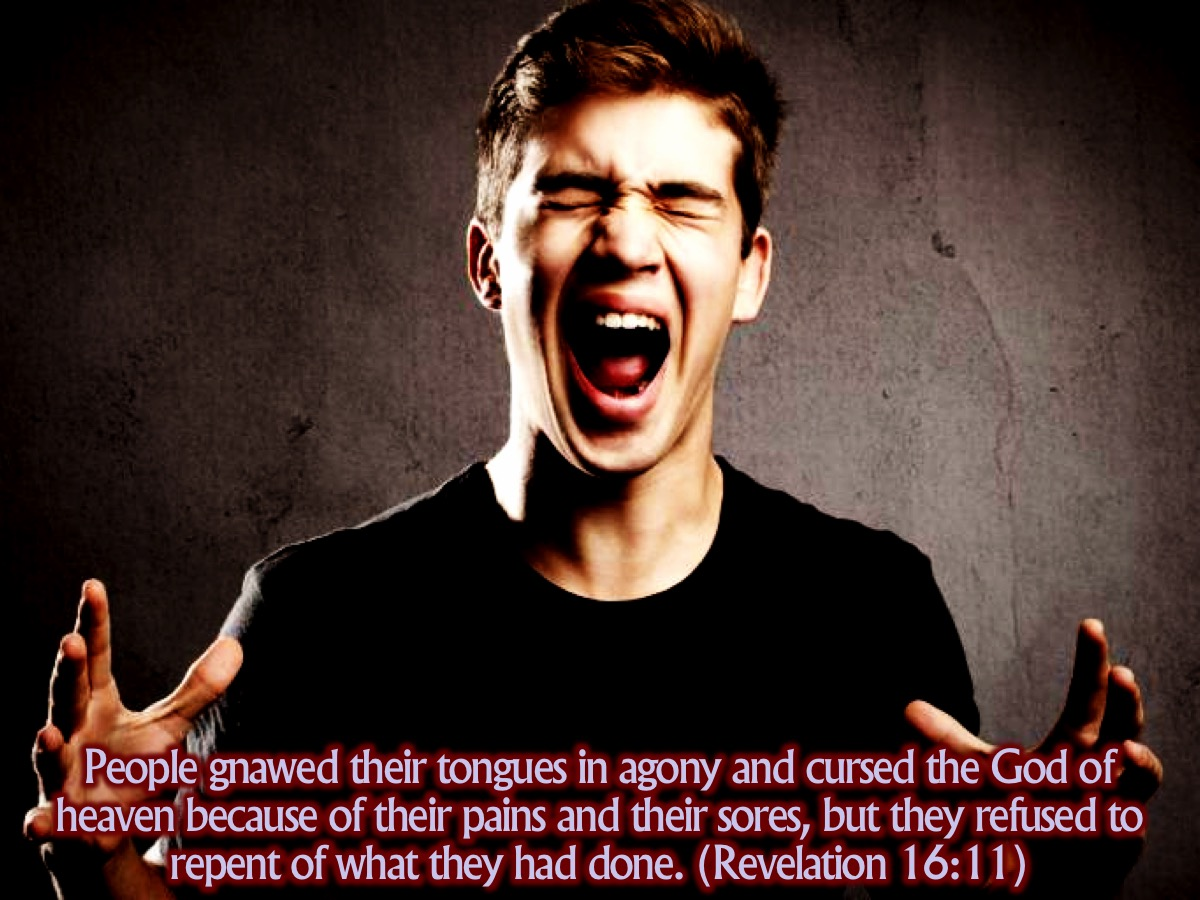 People gnawed their tongues in agony and cursed the God of
heaven because of their pains and their sores, but they refused to
repent of what they had done. (Revelation 16:11)